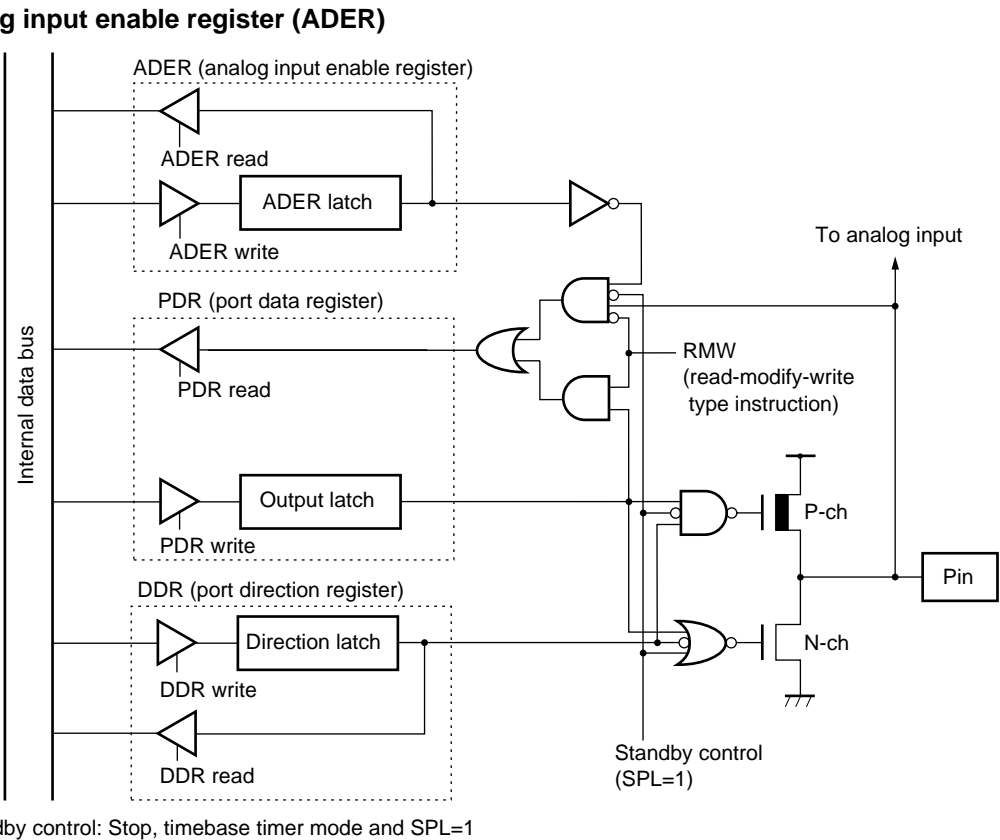 g input enable register (ADER)
ADER (analog input enable register)
ADER read
ADER latch
ADER write
To analog input
PDR (port data register)
Internal data bus
PDR read
RMW
(read-modify-write
type instruction)
Output latch
PDR write
P-ch
Pin
DDR (port direction register)
Direction latch
N-ch
DDR write
DDR read
Standby control
(SPL=1)
dby control: Stop, timebase timer mode and SPL=1